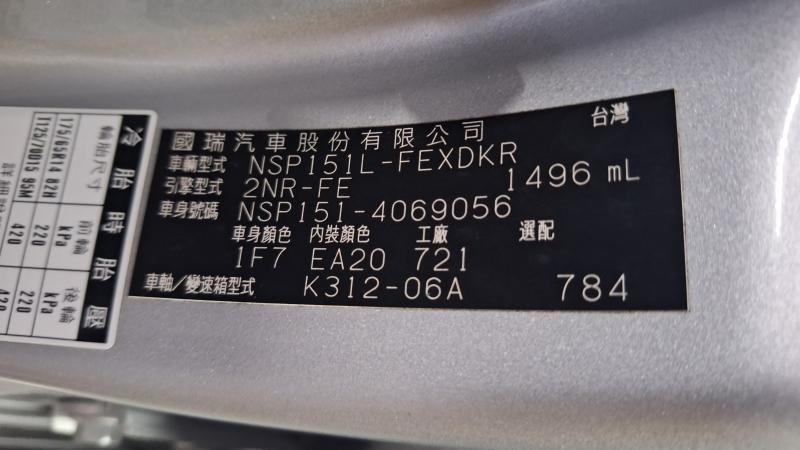 國瑞汽車股份有限公司 台灣
車輛型式 NSP151L-FEXDKR
引擎型式 2NR-FE 1496 mL
車身號碼 NSP151-4069056
車身顏色 內裝顏色 工廠 選配
1F7 EA20 721
車軸/變速箱型式 K312-06A 784
冷胎時胎壓
輪胎尺寸 前輪 後輪
kPa kPa
175/65R14 82H 220 220
T125/70D15 95M 420 420